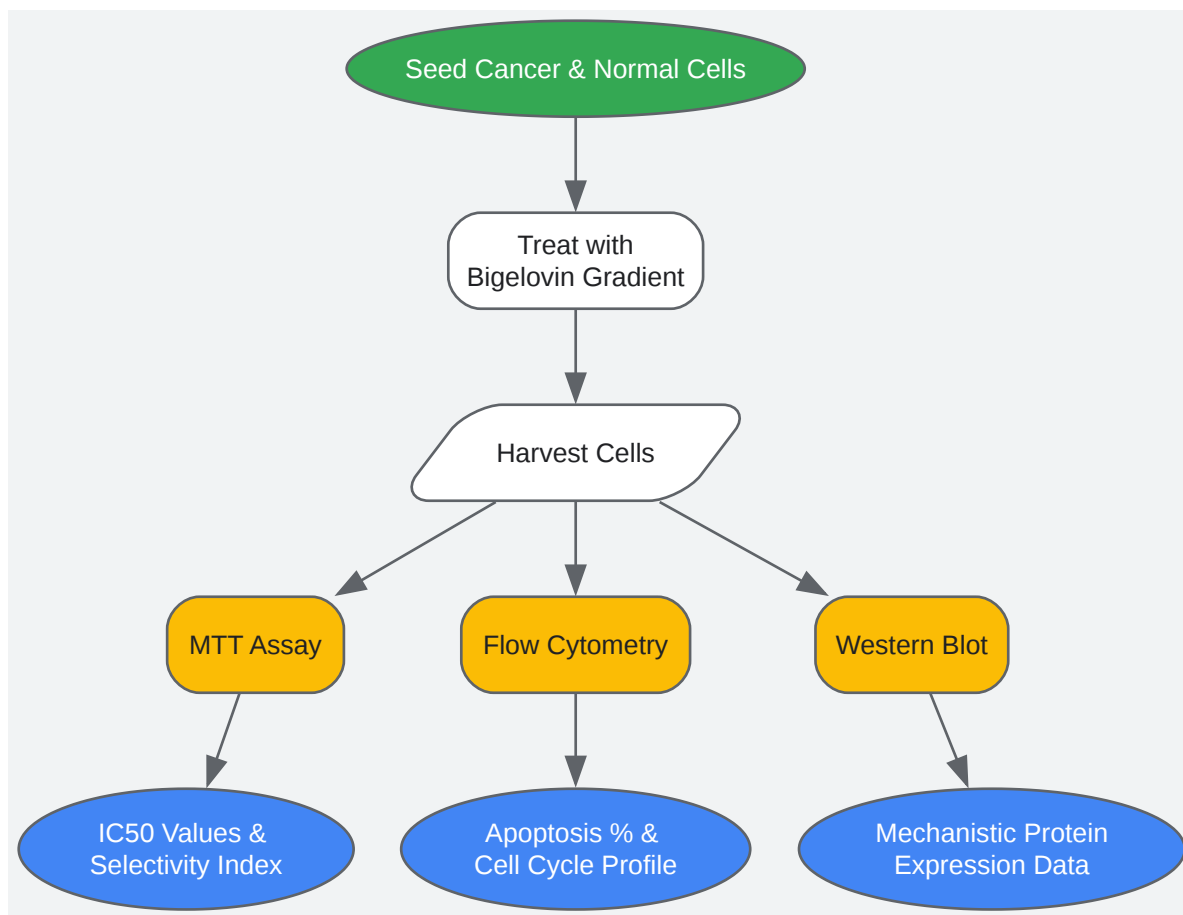 Seed Cancer & Normal Cells
Treat with
Bigelovin Gradient
Harvest Cells
MTT Assay
Flow Cytometry
Western Blot
IC50 Values &
Selectivity Index
Apoptosis % &
Cell Cycle Profile
Mechanistic Protein
Expression Data